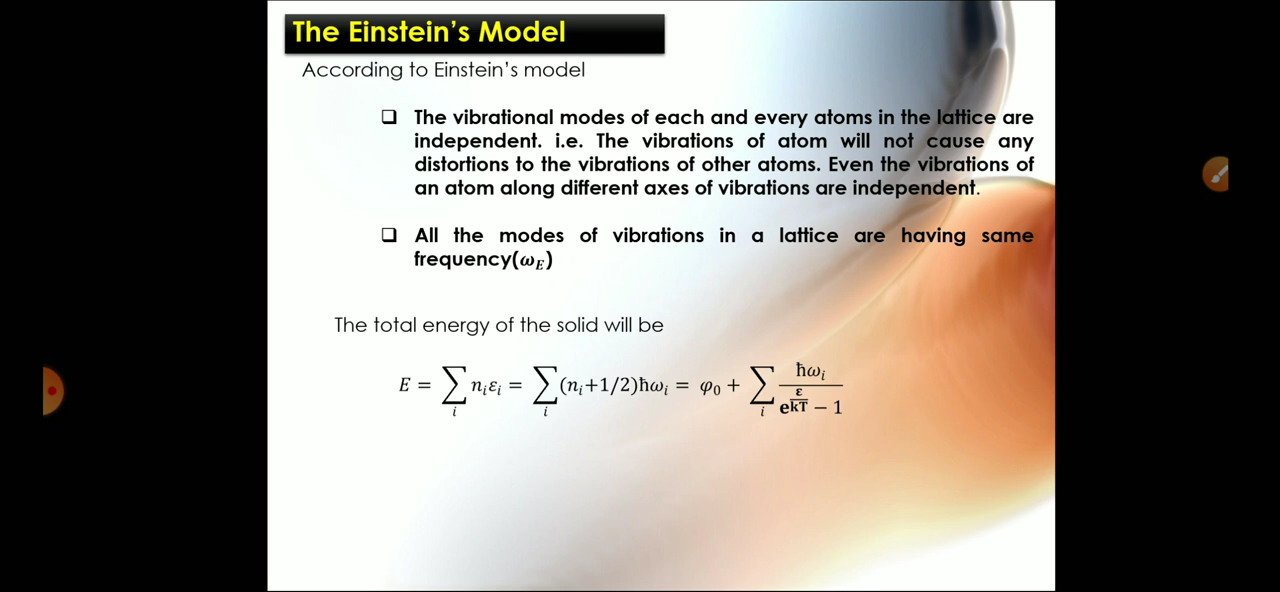 The Einstein's Model
According to Einstein's model
❑ The vibrational modes of each and every atoms in the lattice are
independent. i.e. The vibrations of atom will not cause any
distortions to the vibrations of other atoms. Even the vibrations of
an atom along different axes of vibrations are independent.
❑ All the modes of vibrations in a lattice are having same
frequency(ω_E)
The total energy of the solid will be
E = ∑_i n_i ε_i = ∑_i (n_i+1/2)ħω_i = φ_0 + ∑_i ħω_i / (e^(ε/kT) − 1)